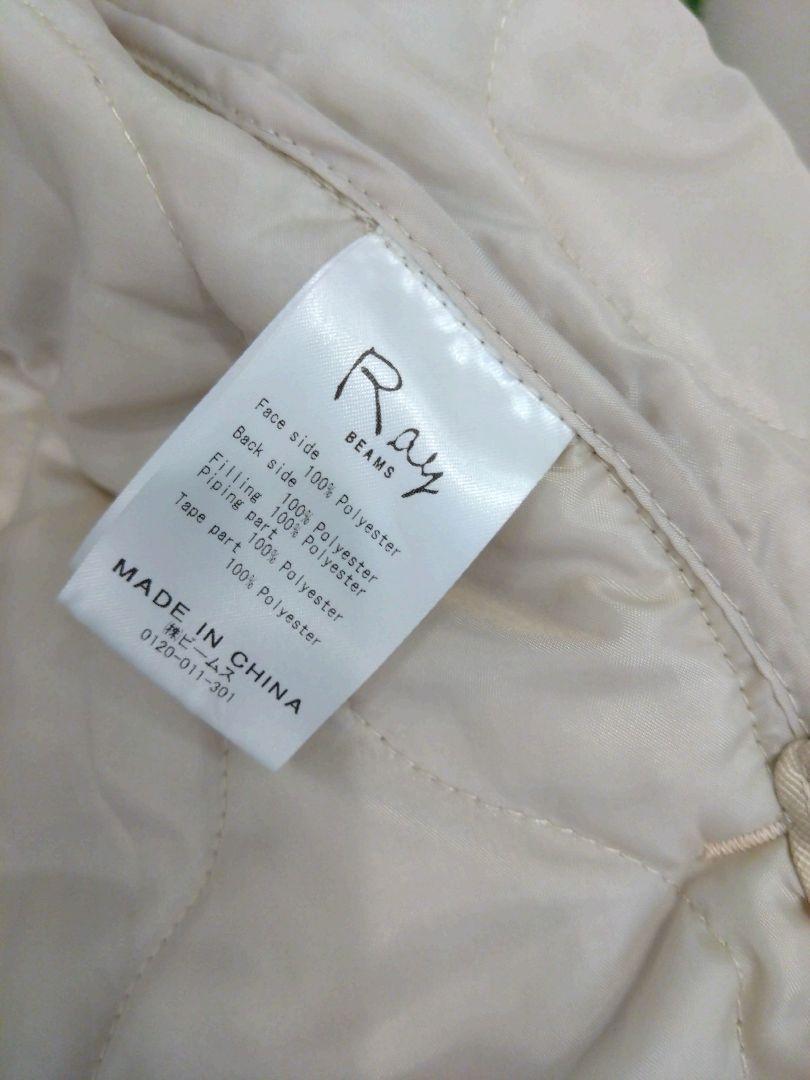 Ray
BEAMS
Face side
100% Polyester
Back side
100% Polyester
Filling
100% Polyester
Piping part
100% Polyester
Tape part
100% Polyester
MADE IN CHINA
㈱ビームス
0120-011-301